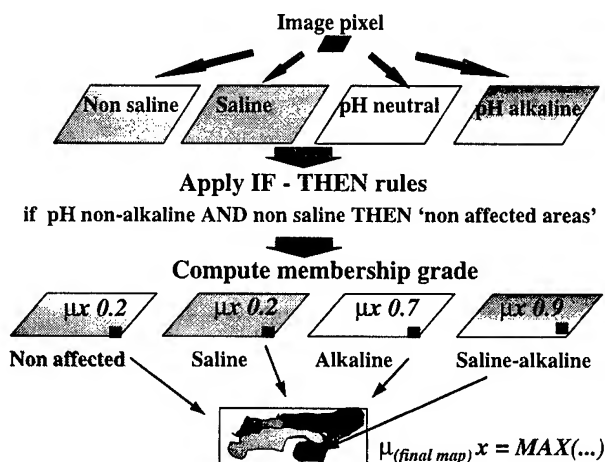 Image pixel
Non saline Saline pH neutral pH alkaline
Apply IF - THEN rules
if pH non-alkaline AND non saline THEN ‘non affected areas’
Compute membership grade
μx 0.2 μx 0.2 μx 0.7 μx 0.9
Non affected Saline Alkaline Saline-alkaline
μ(final map) x = MAX(...)